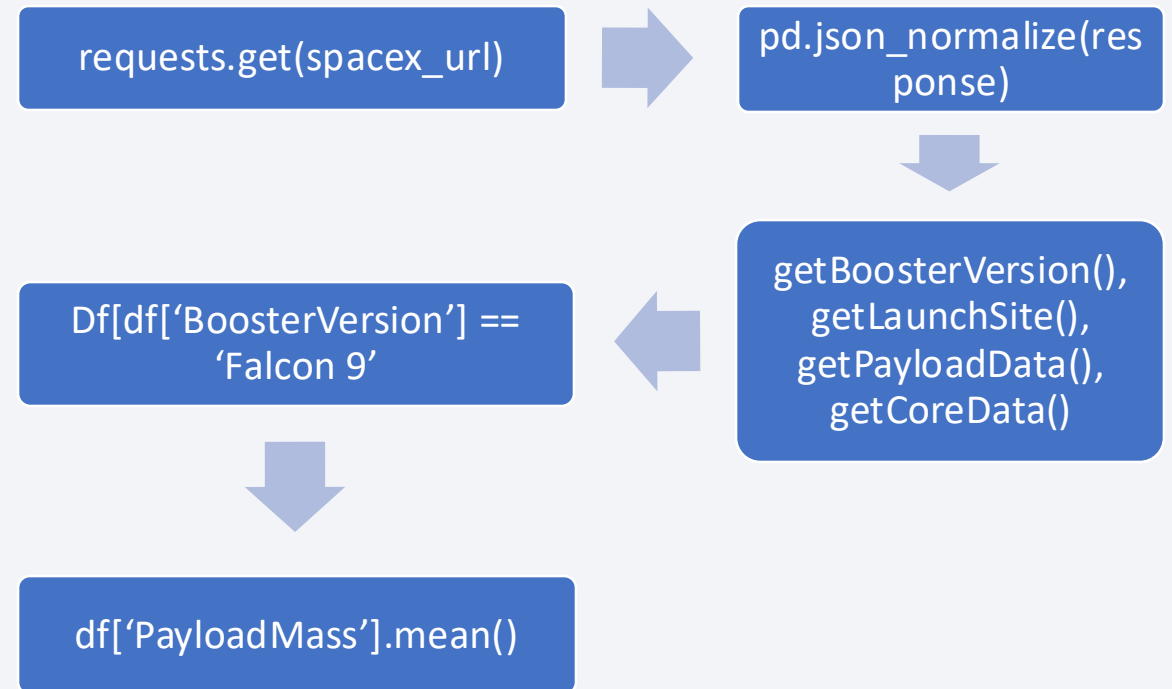 requests.get(spacex_url)
pd.json_normalize(res
ponse)
getBoosterVersion(),
getLaunchSite(),
getPayloadData(),
getCoreData()
Df[df[‘BoosterVersion’] ==
‘Falcon 9’
df[‘PayloadMass’].mean()